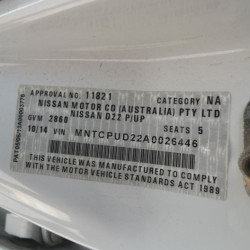 APPROVAL NO. 11821 CATEGORY NA
NISSAN MOTOR CO (AUSTRALIA) PTY LTD
NISSAN D22 P/UP
GVM 2860 SEATS 5
10/14 VIN MNTCPUD22A0026446
THIS VEHICLE WAS MANUFACTURED TO COMPLY
WITH THE MOTOR VEHICLE STANDARDS ACT 1989